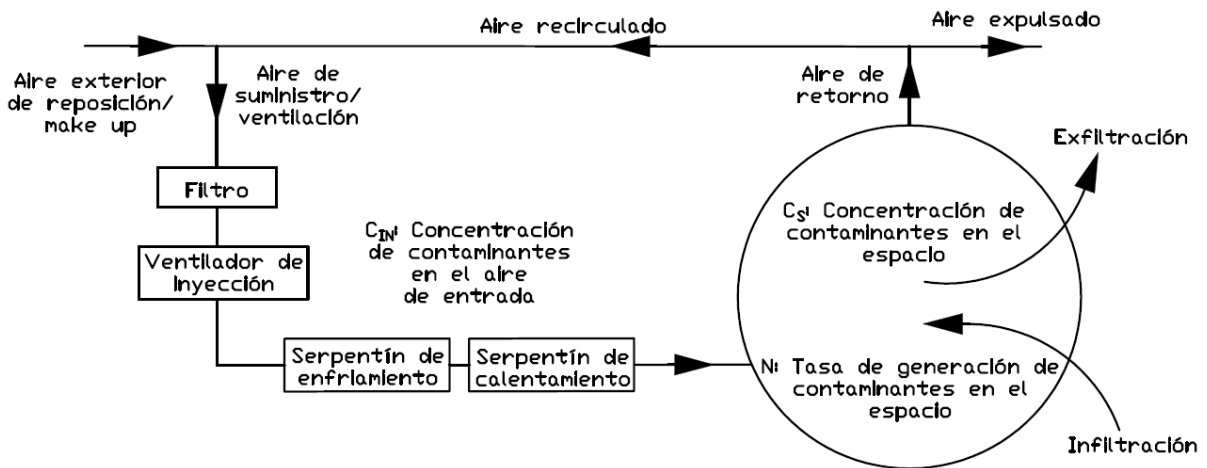 Aire recirculado
Aire expulsado
Aire exterior
de reposición/
make up
Aire de
suministro/
ventilación
Aire de
retorno
Exfiltración
Filtro
C_IN: Concentración
de contaminantes
en el aire
de entrada
C_S: Concentración de
contaminantes en el
espacio
Ventilador de
inyección
Serpentín de
enfriamiento
Serpentín de
calentamiento
N: Tasa de generación de
contaminantes en el
espacio
Infiltración